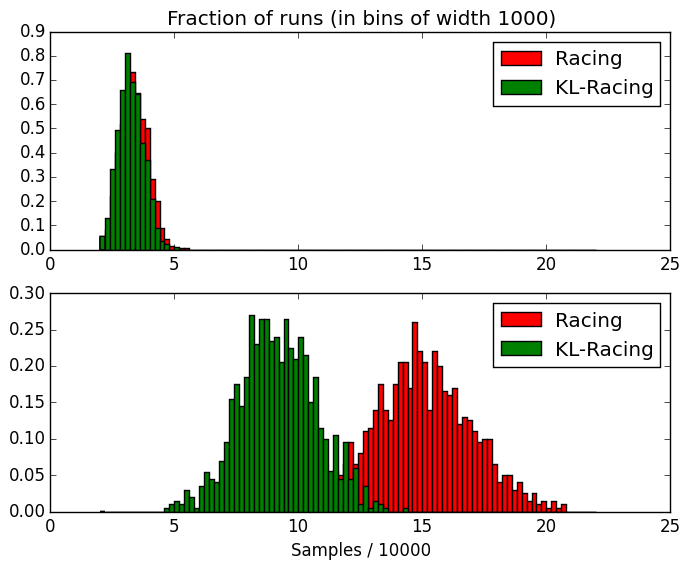 Fraction of runs (in bins of width 1000)
0.9
0.8
0.7
0.6
0.5
0.4
0.3
0.2
0.1
0.0
Racing
KL-Racing
0 5 10 15 20 25
0.30
0.25
0.20
0.15
0.10
0.05
0.00
Racing
KL-Racing
0 5 10 15 20 25
Samples / 10000